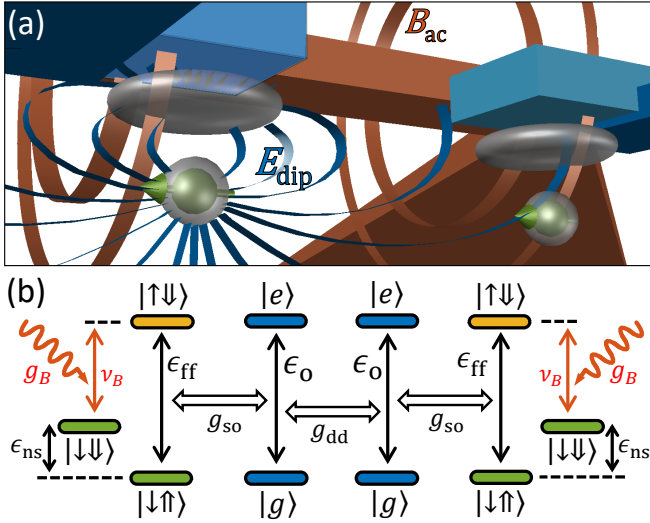 (a)
B_ac
E_dip
(b)
|↑⇓⟩ |e⟩ |e⟩ |↑⇓⟩
g_B ν_B ϵ_ff ϵ_o ϵ_o ϵ_ff ν_B g_B
g_so g_dd g_so
ϵ_ns |↓⇓⟩ |↓⇓⟩ ϵ_ns
|↓⇑⟩ |g⟩ |g⟩ |↓⇑⟩